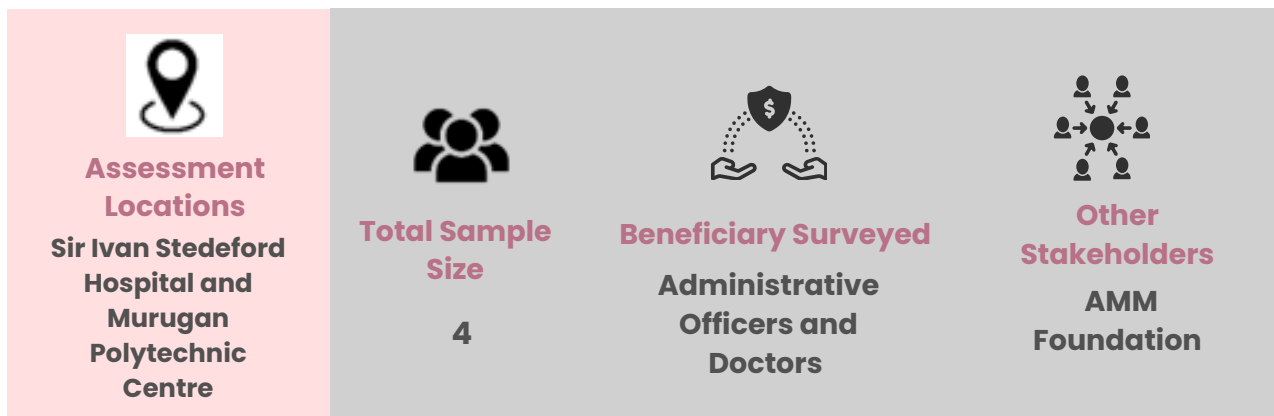 Assessment
Locations
Sir Ivan Stedeford
Hospital and
Murugan
Polytechnic
Centre
Total Sample
Size
4
$
Beneficiary Surveyed
Administrative
Officers and
Doctors
Other
Stakeholders
AMM
Foundation